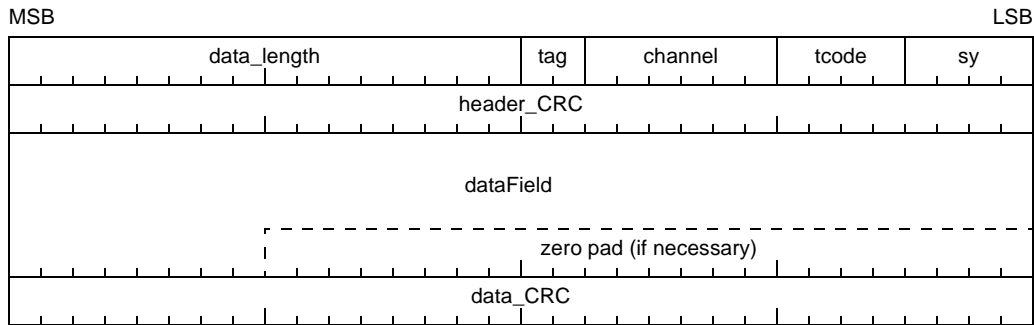 MSB LSB
data_length tag channel tcode sy
header_CRC
dataField
zero pad (if necessary)
data_CRC